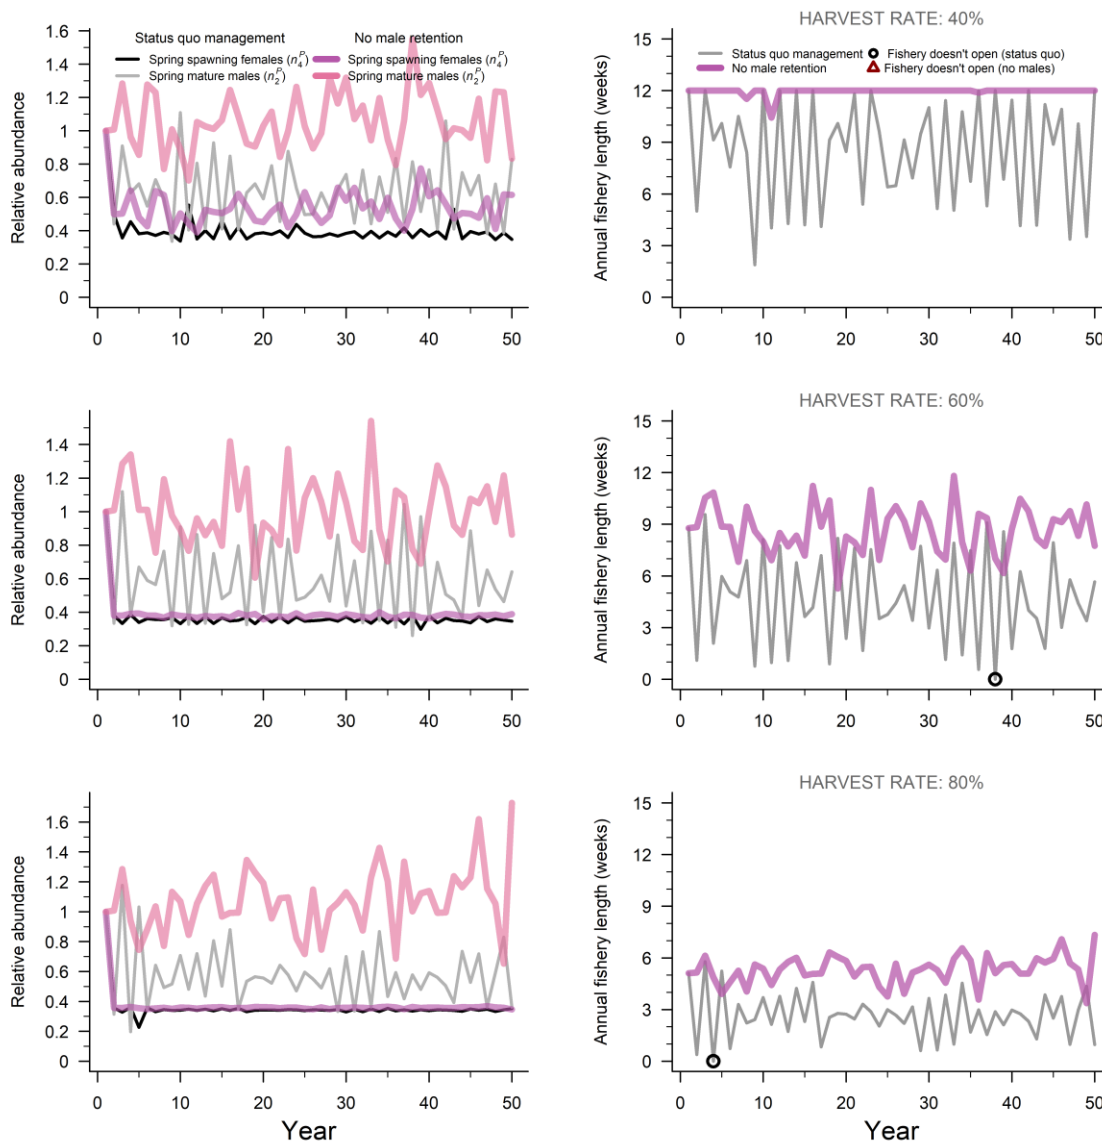 Status quo management
Spring spawning females (n₄ᴾ)
Spring mature males (n₂ᴾ)
No male retention
Spring spawning females (n₄ᴾ)
Spring mature males (n₂ᴾ)
Relative abundance
1.6
1.4
1.2
1
0.8
0.6
0.4
0.2
0
0 10 20 30 40 50
HARVEST RATE: 40%
Status quo management
No male retention
Fishery doesn't open (status quo)
Fishery doesn't open (no males)
Annual fishery length (weeks)
15
12
9
6
3
0
0 10 20 30 40 50
Relative abundance
1.4
1.2
1
0.8
0.6
0.4
0.2
0
0 10 20 30 40 50
HARVEST RATE: 60%
Annual fishery length (weeks)
15
12
9
6
3
0
0 10 20 30 40 50
Relative abundance
1.6
1.4
1.2
1
0.8
0.6
0.4
0.2
0
0 10 20 30 40 50
Year
HARVEST RATE: 80%
Annual fishery length (weeks)
15
12
9
6
3
0
0 10 20 30 40 50
Year